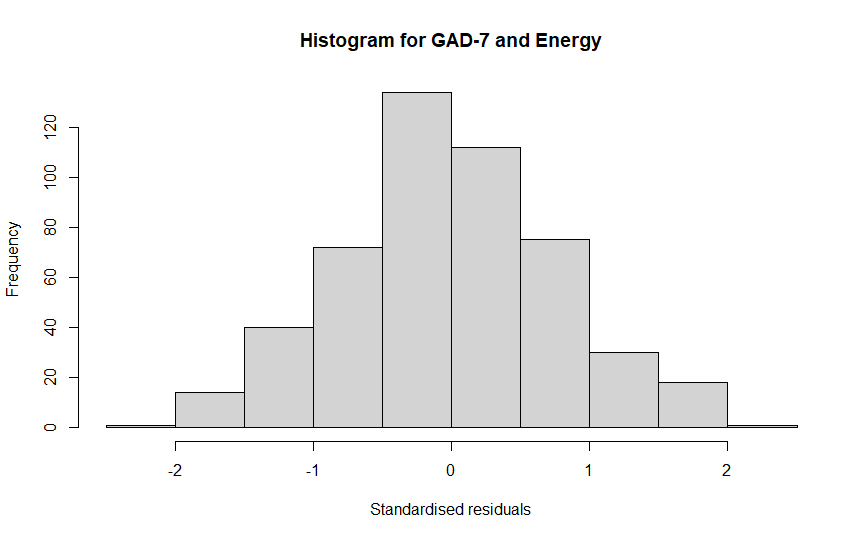 Histogram for GAD-7 and Energy
Frequency
120
100
80
60
40
20
0
-2 -1 0 1 2
Standardised residuals